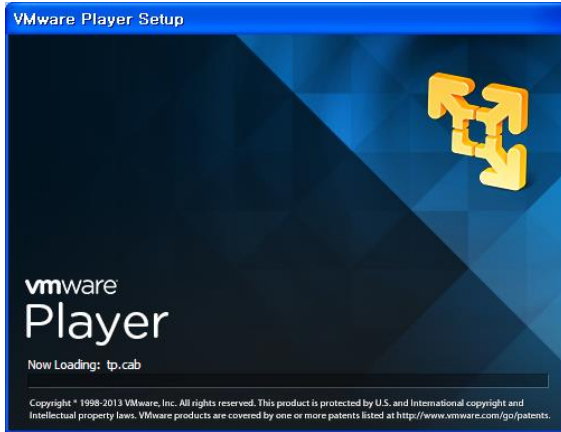 VMware Player Setup
vmware
Player
Now Loading: tp.cab
Copyright * 1998-2013 VMware, Inc. All rights reserved. This product is protected by U.S. and International copyright and
Intellectual property laws. VMware products are covered by one or more patents listed at http://www.vmware.com/go/patents.